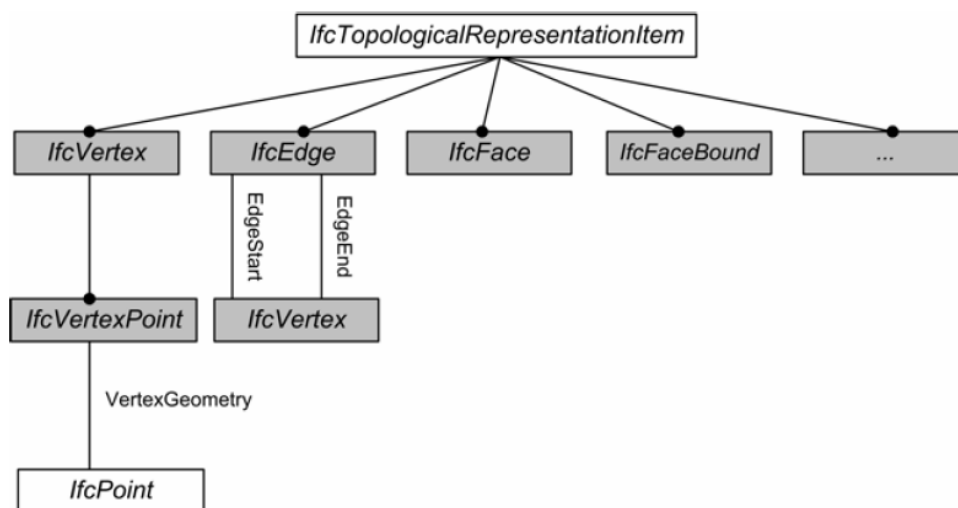 IfcTopologicalRepresentationItem
IfcVertex
IfcEdge
IfcFace
IfcFaceBound
...
EdgeStart
EdgeEnd
IfcVertexPoint
IfcVertex
VertexGeometry
IfcPoint